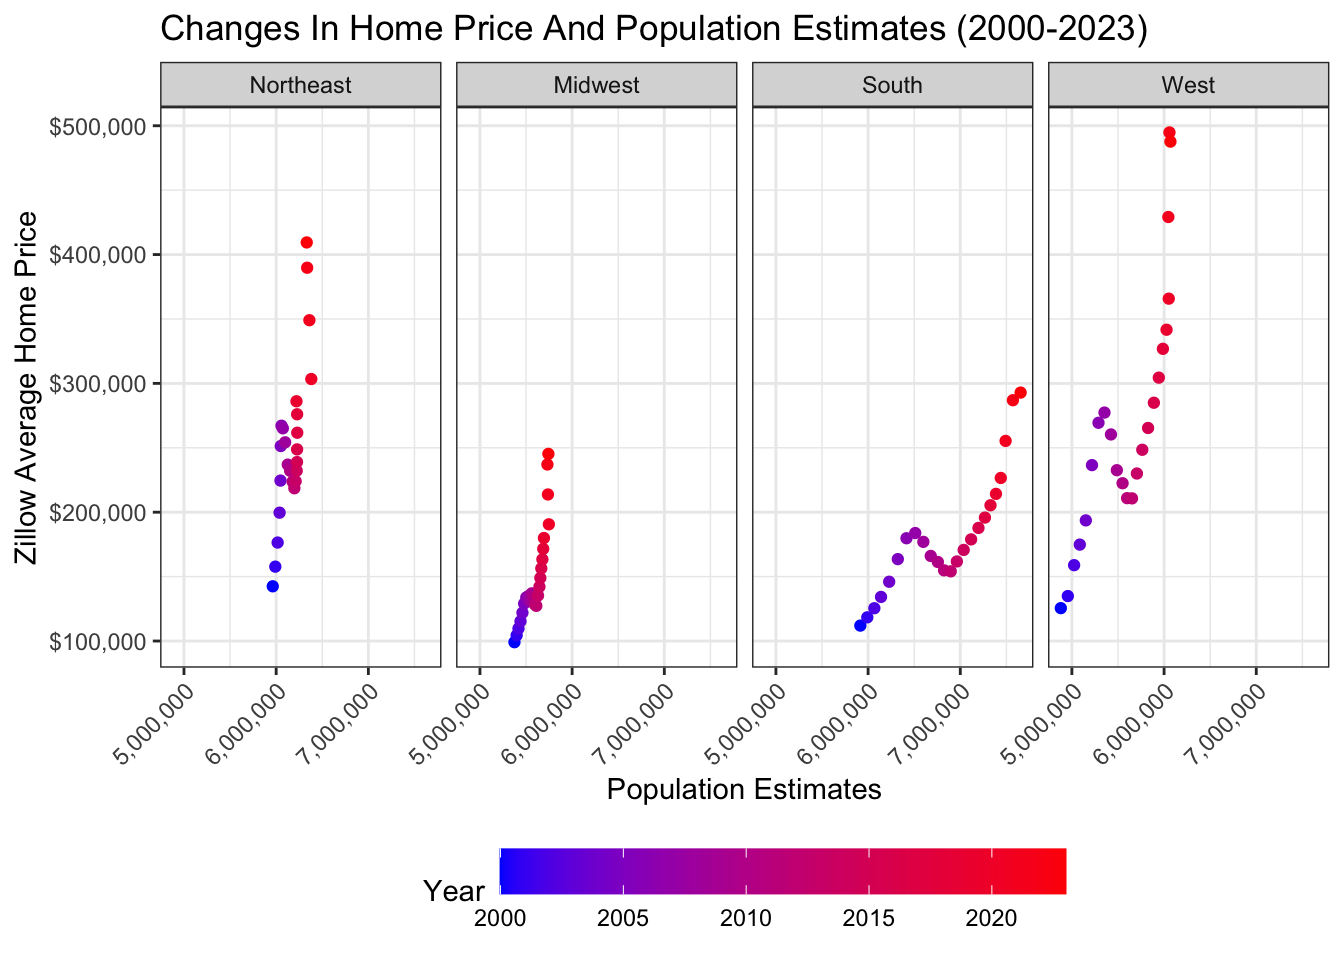 Changes In Home Price And Population Estimates (2000-2023)
Northeast Midwest South West
$500,000
$400,000
$300,000
$200,000
$100,000
Zillow Average Home Price
5,000,000 6,000,000 7,000,000 5,000,000 6,000,000 7,000,000 5,000,000 6,000,000 7,000,000 5,000,000 6,000,000 7,000,000
Population Estimates
Year
2000 2005 2010 2015 2020